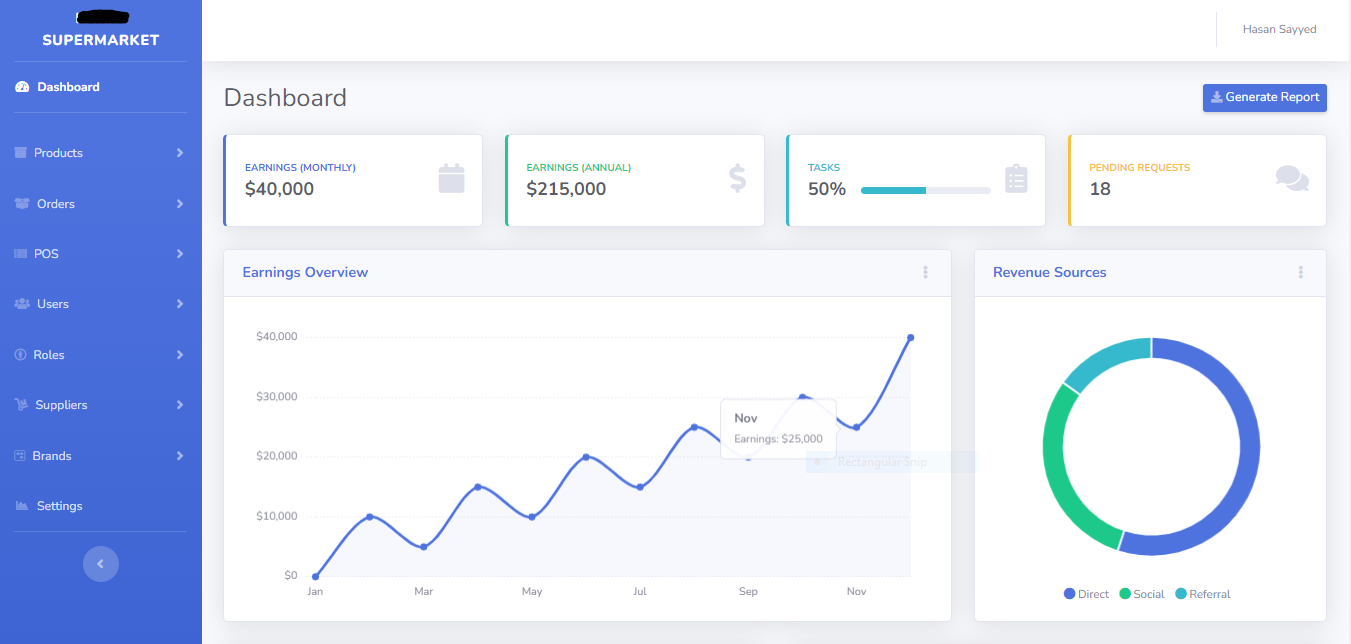 SUPERMARKET
Dashboard
Products
Orders
POS
Users
Roles
Suppliers
Brands
Settings
Hasan Sayyed
Dashboard
Generate Report
EARNINGS (MONTHLY)
$40,000
EARNINGS (ANNUAL)
$215,000
TASKS
50%
PENDING REQUESTS
18
Earnings Overview
$40,000
$30,000
$20,000
$10,000
$0
Jan Mar May Jul Sep Nov
Nov
Earnings: $25,000
Rectangular Snip
Revenue Sources
Direct Social Referral